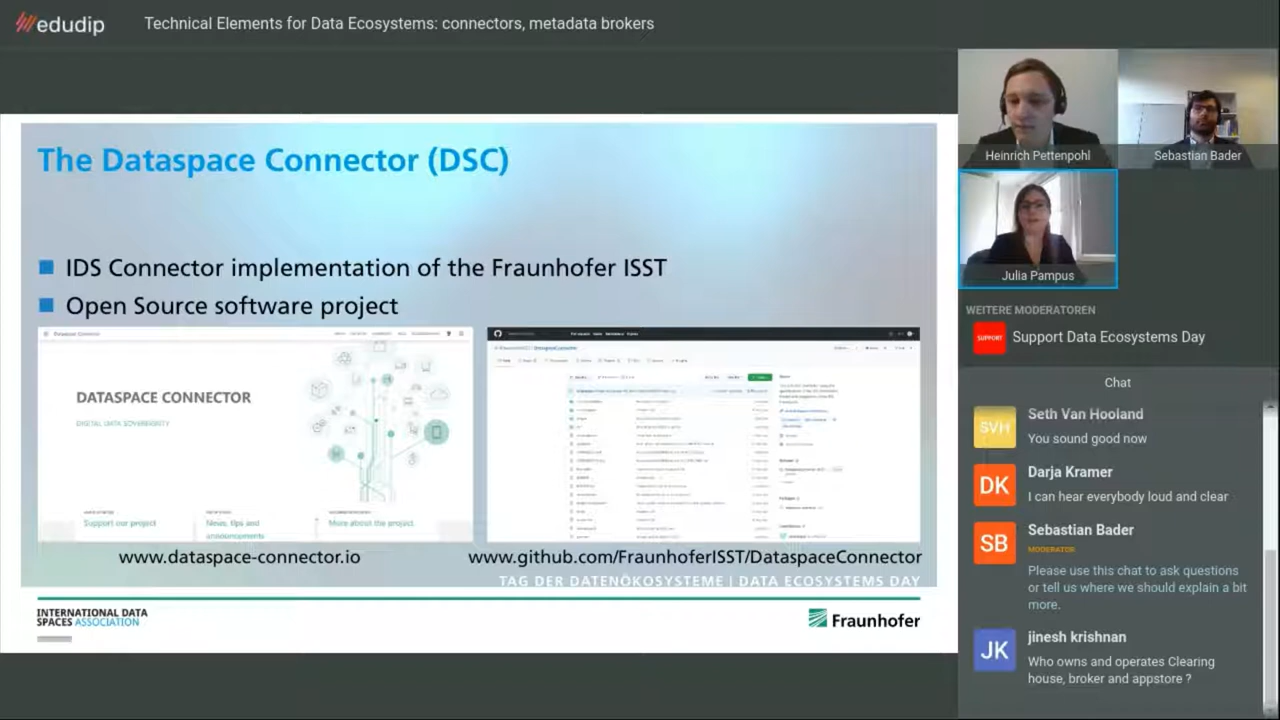 edudip
Technical Elements for Data Ecosystems: connectors, metadata brokers
The Dataspace Connector (DSC)
IDS Connector implementation of the Fraunhofer ISST
Open Source software project
DATASPACE CONNECTOR
DIGITAL DATA SOVEREIGNTY
Support our project
News, tips and
announcements
More about the project
www.dataspace-connector.io
www.github.com/FraunhoferISST/DataspaceConnector
TAG DER DATENÖKOSYSTEME | DATA ECOSYSTEMS DAY
INTERNATIONAL DATA
SPACES ASSOCIATION
Fraunhofer
Heinrich Pettenpohl
Sebastian Bader
Julia Pampus
WEITERE MODERATOREN
SUPPORT
Support Data Ecosystems Day
Chat
SVH
Seth Van Hooland
You sound good now
DK
Darja Kramer
I can hear everybody loud and clear
SB
Sebastian Bader
MODERATOR
Please use this chat to ask questions
or tell us where we should explain a bit
more.
JK
jinesh krishnan
Who owns and operates Clearing
house, broker and appstore ?